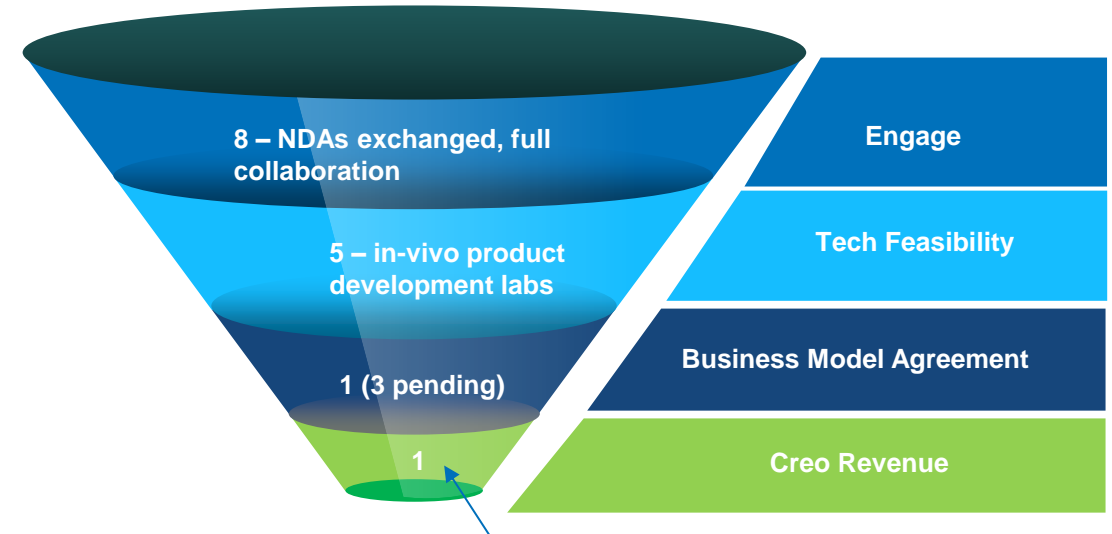 8 – NDAs exchanged, full
collaboration
Engage
5 – in-vivo product
development labs
Tech Feasibility
1 (3 pending)
Business Model Agreement
1
Creo Revenue